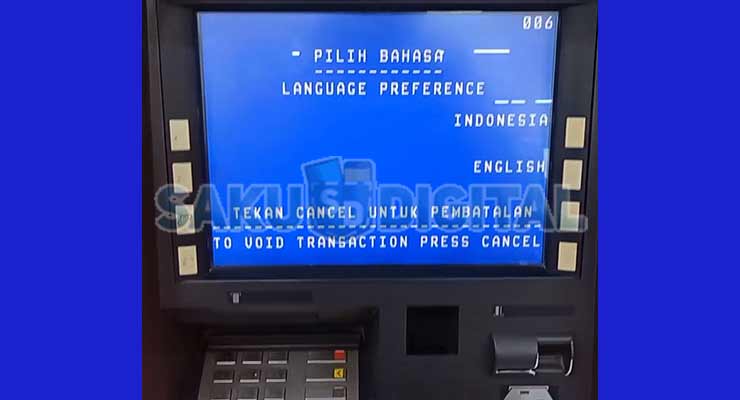 006
PILIH BAHASA
LANGUAGE PREFERENCE
INDONESIA
ENGLISH
SAKU DIGITAL
TEKAN CANCEL UNTUK PEMBATALAN
TO VOID TRANSACTION PRESS CANCEL